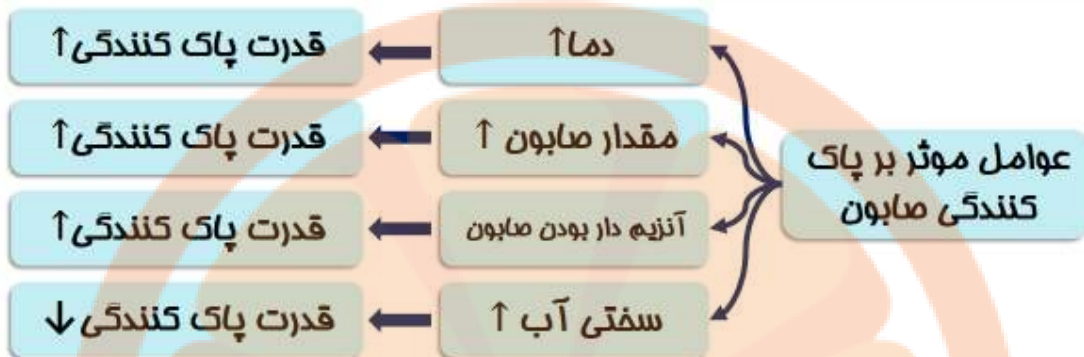 عوامل موثر بر پاک
کنندگی صابون
دما↑
قدرت پاک کنندگی↑
مقدار صابون ↑
قدرت پاک کنندگی↑
آنزیم دار بودن صابون
قدرت پاک کنندگی↑
سختی آب ↑
قدرت پاک کنندگی↓